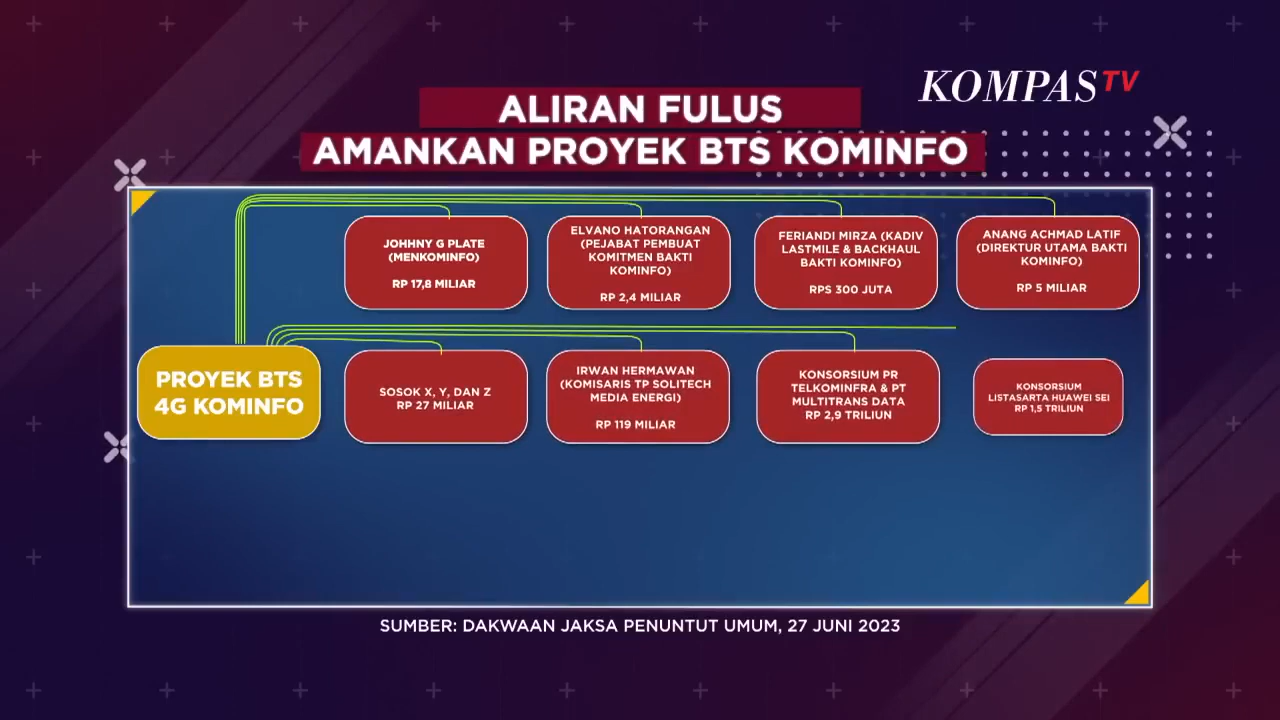 KOMPASTV
ALIRAN FULUS
AMANKAN PROYEK BTS KOMINFO
JOHHNY G PLATE
(MENKOMINFO)
RP 17,8 MILIAR
ELVANO HATORANGAN
(PEJABAT PEMBUAT
KOMITMEN BAKTI
KOMINFO)
RP 2,4 MILIAR
FERIANDI MIRZA (KADIV
LASTMILE & BACKHAUL
BAKTI KOMINFO)
RPS 300 JUTA
ANANG ACHMAD LATIF
(DIREKTUR UTAMA BAKTI
KOMINFO)
RP 5 MILIAR
PROYEK BTS
4G KOMINFO
SOSOK X, Y, DAN Z
RP 27 MILIAR
IRWAN HERMAWAN
(KOMISARIS TP SOLITECH
MEDIA ENERGI)
RP 119 MILIAR
KONSORSIUM PR
TELKOMINFRA & PT
MULTITRANS DATA
RP 2,9 TRILIUN
KONSORSIUM
LISTASARTA HUAWEI SEI
RP 1,5 TRILIUN
SUMBER: DAKWAAN JAKSA PENUNTUT UMUM, 27 JUNI 2023